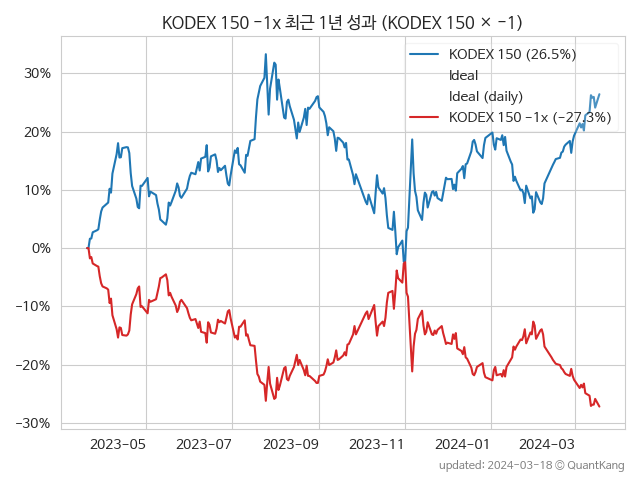 KODEX 150 −1x 최근 1년 성과 (KODEX 150 × −1)
KODEX 150 (26.5%)
Ideal
Ideal (daily)
KODEX 150 −1x (−27.3%)
30%
20%
10%
0%
−10%
−20%
−30%
2023−05
2023−07
2023−09
2023−11
2024−01
2024−03
updated: 2024−03−18 © QuantKang